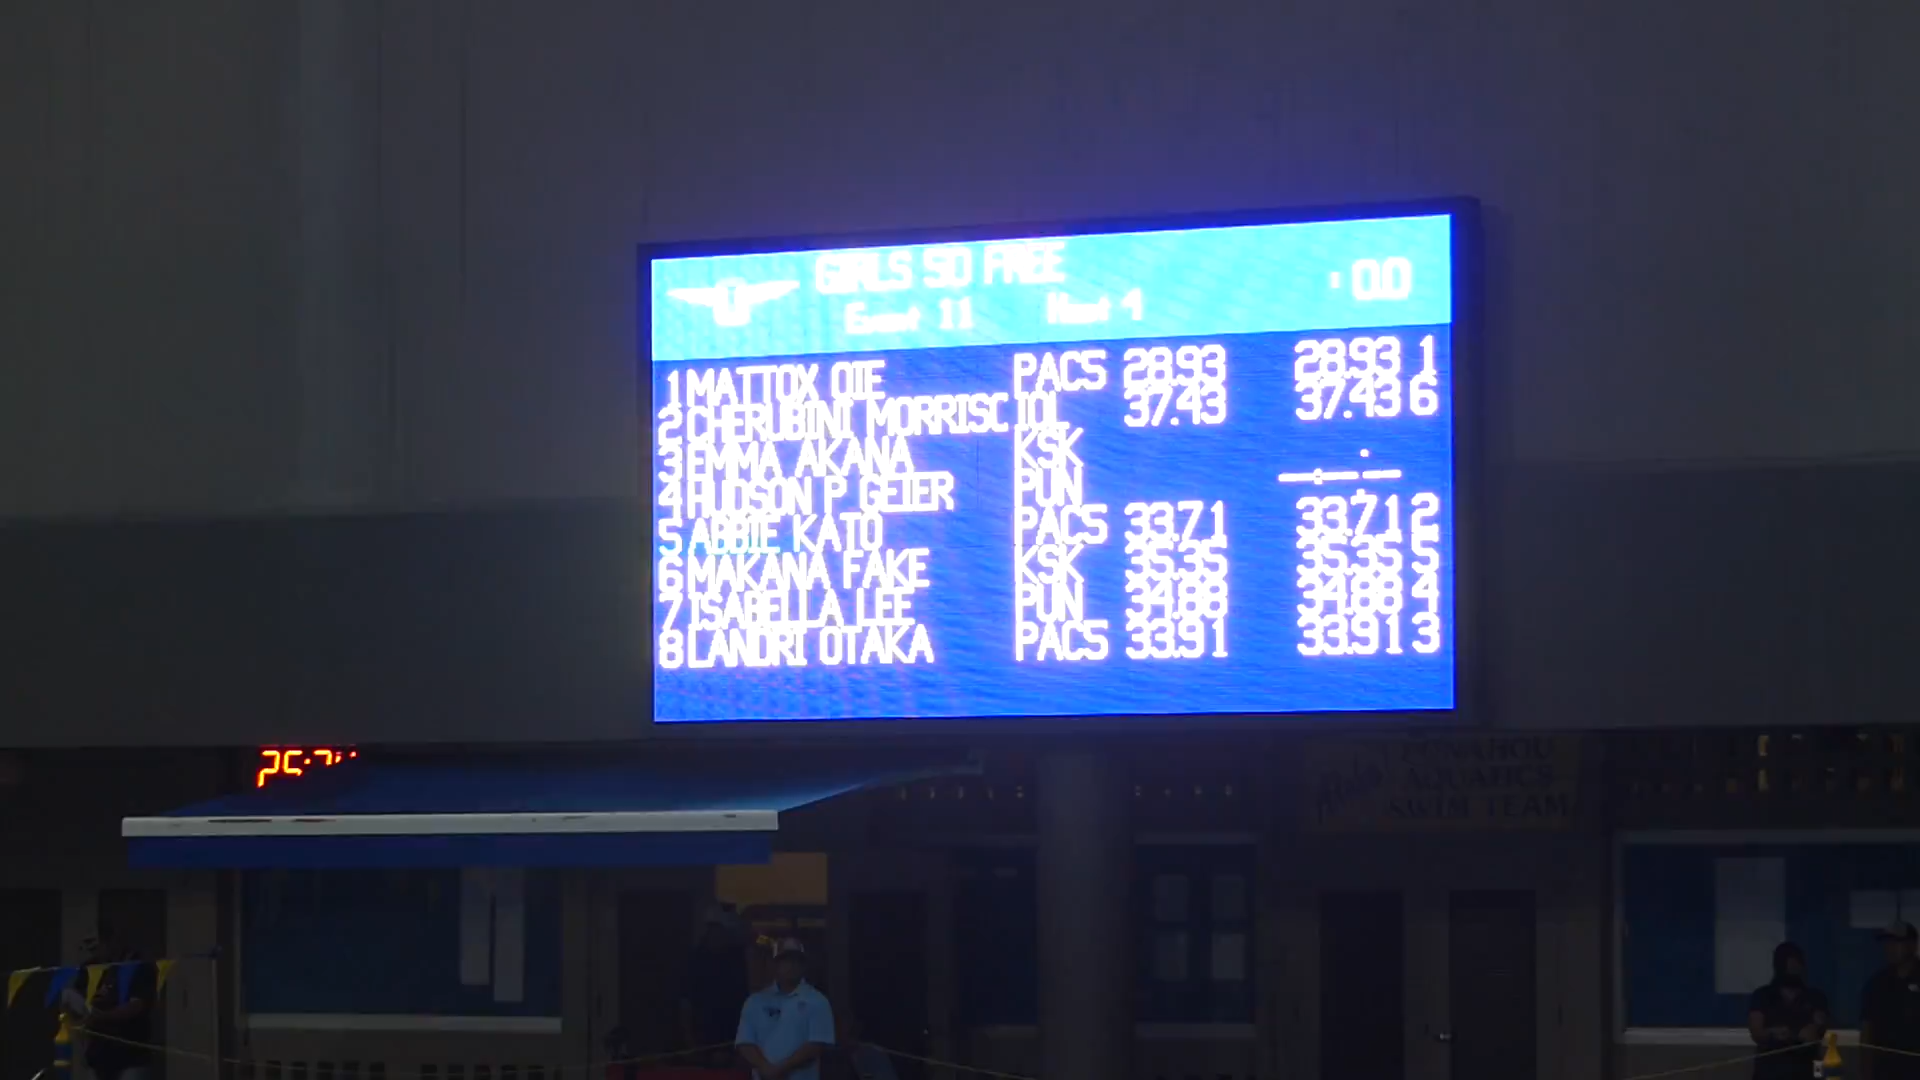 GIRLS 50 FREE
Event 11 Heat 4 :00.0
1 MATTOX OIE PACS 28.93 28.93 1
2 CHERUBINI MORRISO IOL 37.43 37.43 6
3 EMMA AKANA KSK
4 HUDSON P GEIER PUN
5 ABBIE KATO PACS 33.71 33.71 2
6 MAKANA FAKE KSK 35.35 35.35 5
7 ISABELLA LEE PUN 34.88 34.88 4
8 LANDRI OTAKA PACS 33.91 33.91 3
PUNAHOU
AQUATICS
SWIM TEAM